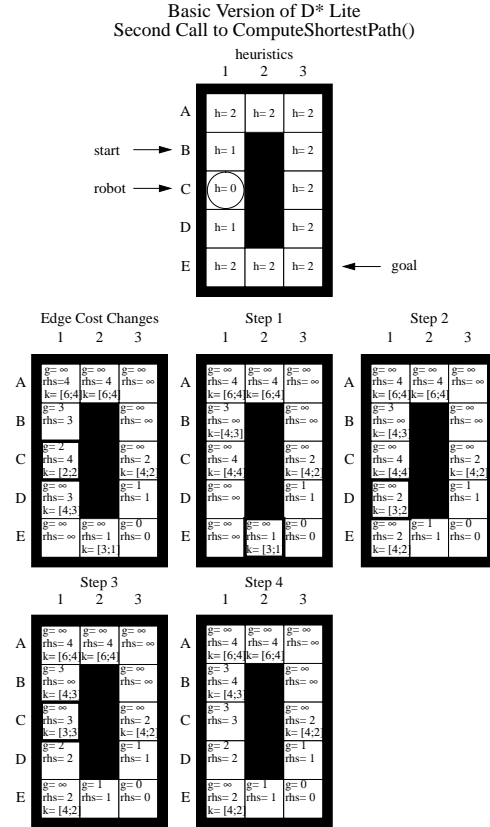 Basic Version of D* Lite
Second Call to ComputeShortestPath()
heuristics
1 2 3
A h= 2 h= 2 h= 2
start B h= 1 h= 2
robot C h= 0 h= 2
D h= 1 h= 2
E h= 2 h= 2 h= 2 goal
Edge Cost Changes
1 2 3
A
g= ∞ g= ∞ g= ∞
rhs=4 rhs= 4 rhs= ∞
k= [6;4] k= [6;4]
B
g= 3 g= ∞
rhs= 3 rhs= ∞
C
g= 2 g= ∞
rhs= 4 rhs= 2
k= [2;2] k= [4;2]
D
g= ∞ g= 1
rhs= 3 rhs= 1
k= [4;3]
E
g= ∞ g= ∞ g= 0
rhs= ∞ rhs= 1 rhs= 0
k= [3;1]
Step 1
1 2 3
A
g= ∞ g= ∞ g= ∞
rhs= 4 rhs= 4 rhs= ∞
k= [6;4] k= [6;4]
B
g= 3 g= ∞
rhs= ∞ rhs= ∞
k= [4;3]
C
g= ∞ g= ∞
rhs= 4 rhs= 2
k= [4;4] k= [4;2]
D
g= ∞ g= 1
rhs= ∞ rhs= 1
E
g= ∞ g= ∞ g= 0
rhs= ∞ rhs= 1 rhs= 0
k= [3;1]
Step 2
1 2 3
A
g= ∞ g= ∞ g= ∞
rhs= 4 rhs= 4 rhs= ∞
k= [6;4] k= [6;4]
B
g= 3 g= ∞
rhs= ∞ rhs= ∞
k= [4;3]
C
g= ∞ g= ∞
rhs= 4 rhs= 2
k= [4;4] k= [4;2]
D
g= ∞ g= 1
rhs= 2 rhs= 1
k= [3;2]
E
g= ∞ g= 1 g= 0
rhs= 2 rhs= 1 rhs= 0
k= [4;2]
Step 3
1 2 3
A
g= ∞ g= ∞ g= ∞
rhs= 4 rhs= 4 rhs= ∞
k= [6;4] k= [6;4]
B
g= 3 g= ∞
rhs= 4 rhs= ∞
k= [4;3]
C
g= ∞ g= ∞
rhs= 3 rhs= 2
k= [3;3] k= [4;2]
D
g= 2 g= 1
rhs= 2 rhs= 1
E
g= ∞ g= 1 g= 0
rhs= 2 rhs= 1 rhs= 0
k= [4;2]
Step 4
1 2 3
A
g= ∞ g= ∞ g= ∞
rhs= 4 rhs= 4 rhs= ∞
k= [6;4] k= [6;4]
B
g= 3 g= ∞
rhs= 4 rhs= ∞
k= [4;3]
C
g= 3 g= ∞
rhs= 3 rhs= 2
k= [4;2]
D
g= 2 g= 1
rhs= 2 rhs= 1
E
g= ∞ g= 1 g= 0
rhs= 2 rhs= 1 rhs= 0
k= [4;2]